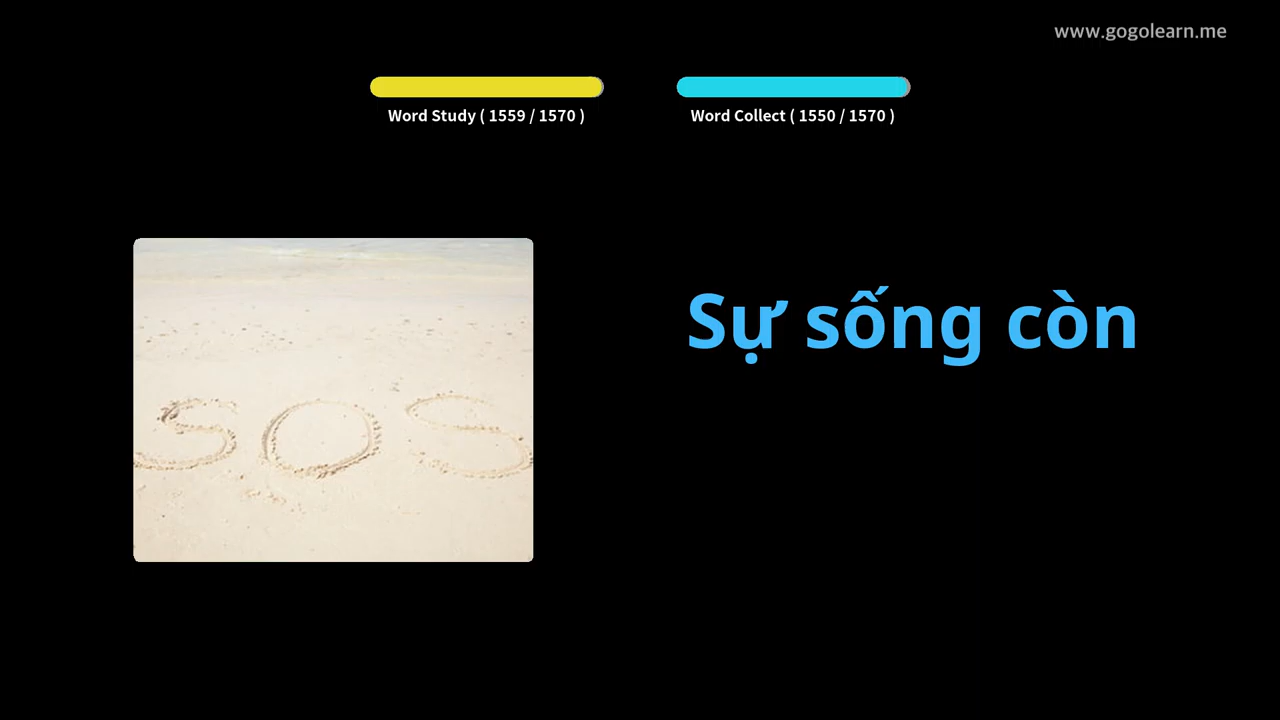 www.gogolearn.me
Word Study ( 1559 / 1570 )
Word Collect ( 1550 / 1570 )
Sự sống còn
SOS